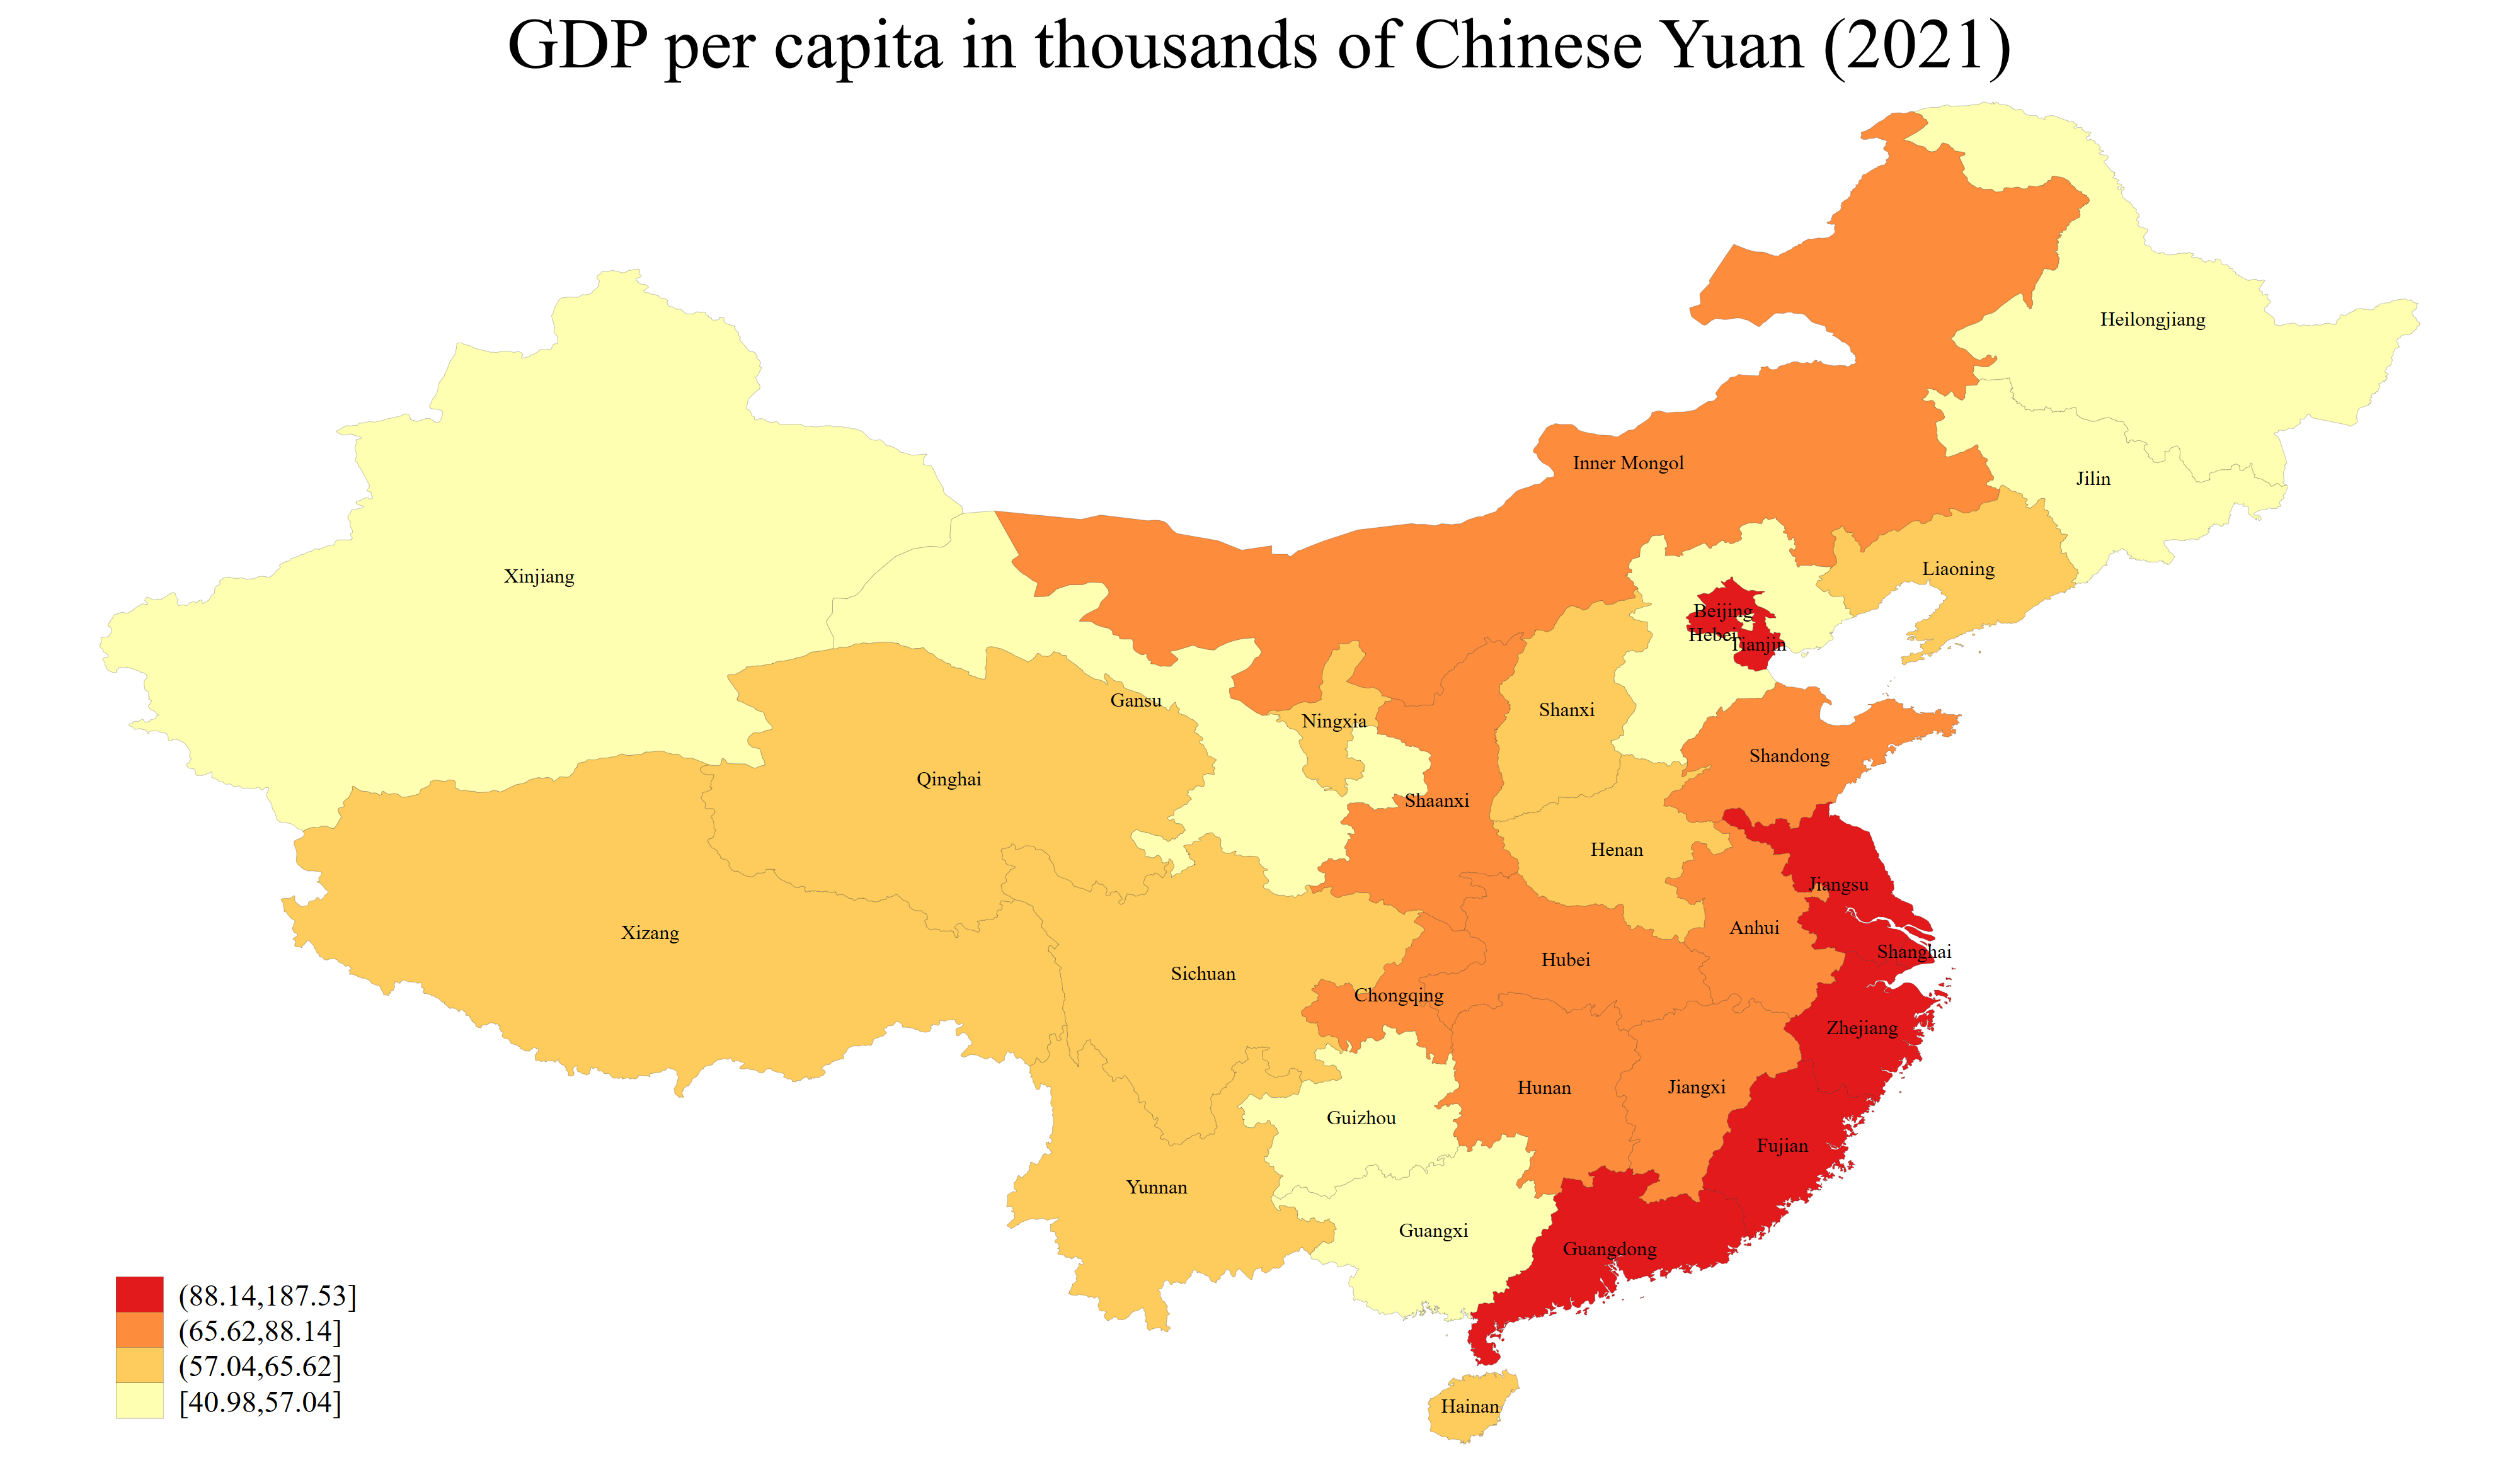 GDP per capita in thousands of Chinese Yuan (2021)
Heilongjiang
Inner Mongol
Jilin
Liaoning
Xinjiang
Beijing
Hebei
Tianjin
Gansu
Ningxia
Shanxi
Shandong
Qinghai
Shaanxi
Henan
Jiangsu
Xizang
Anhui
Shanghai
Sichuan
Hubei
Chongqing
Zhejiang
Hunan
Jiangxi
Guizhou
Fujian
Yunnan
Guangxi
Guangdong
(88.14,187.53]
(65.62,88.14]
(57.04,65.62]
[40.98,57.04]
Hainan